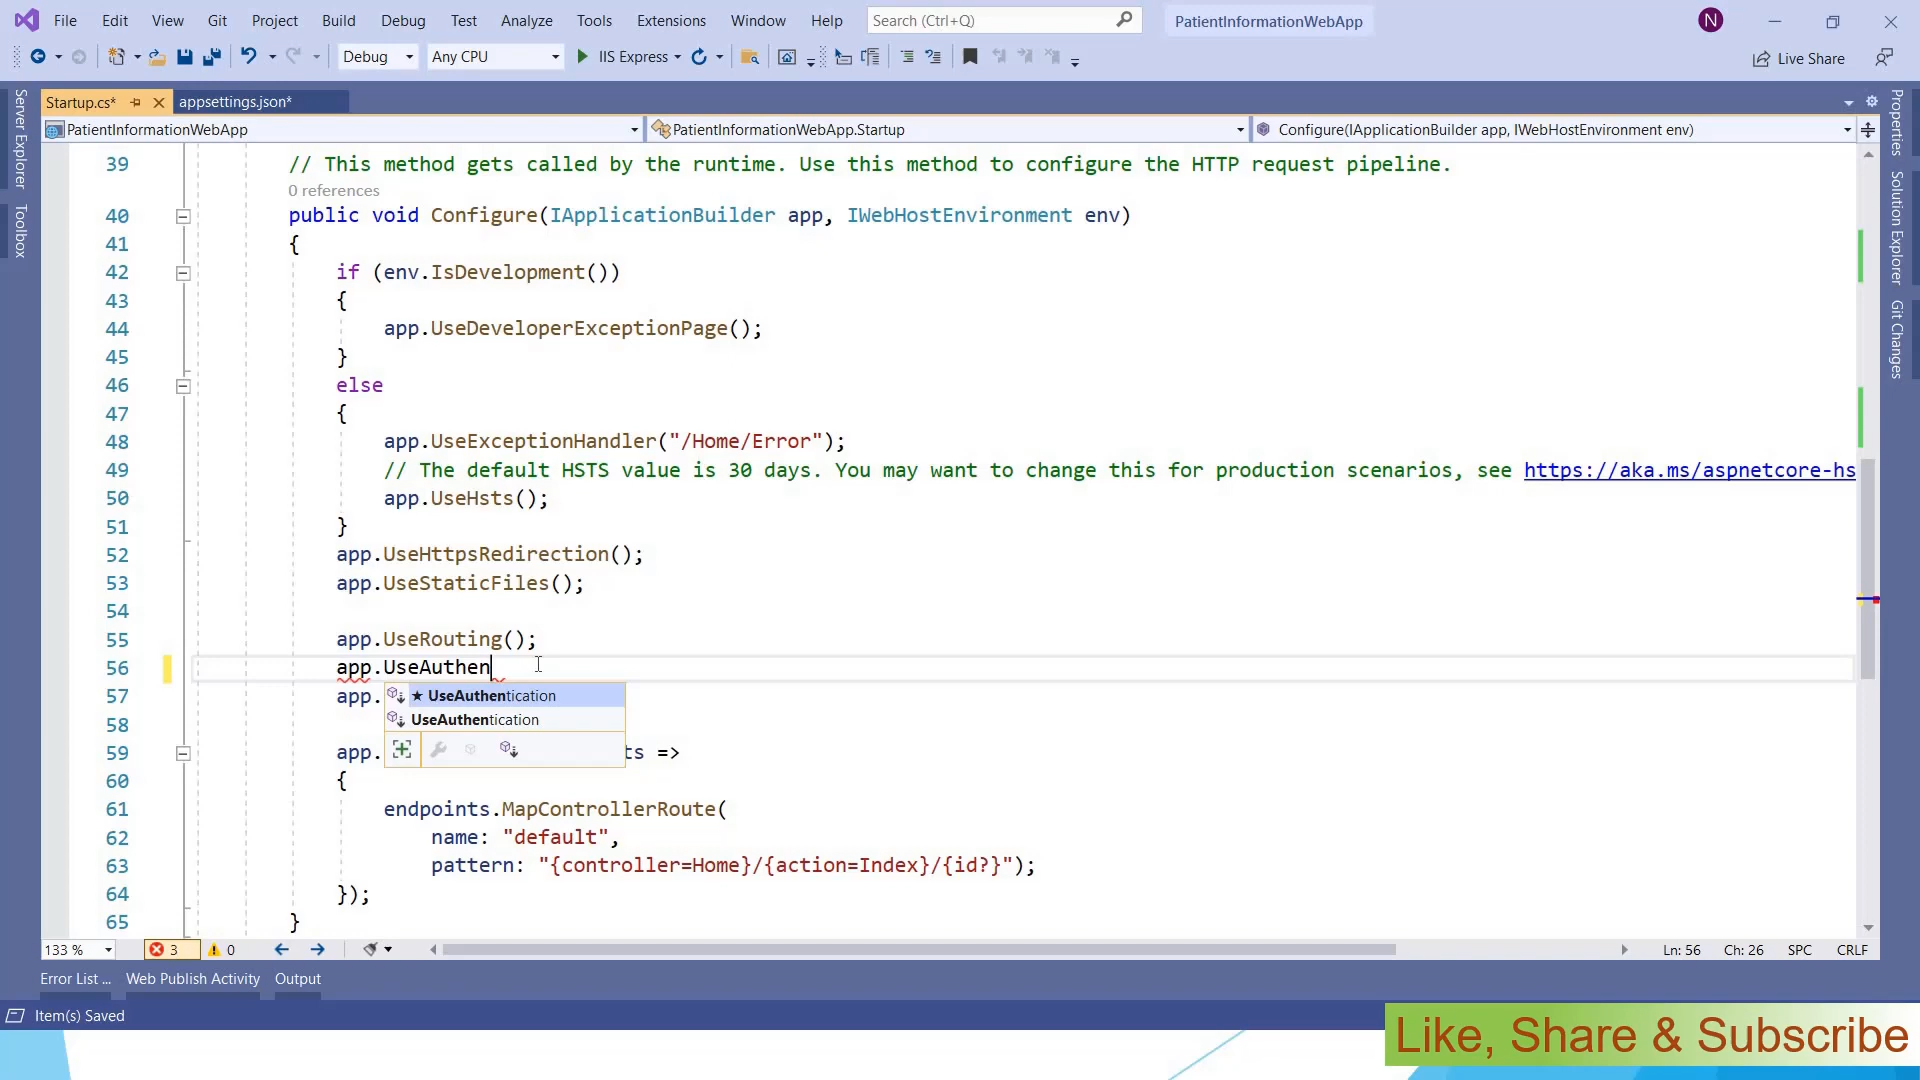 File Edit View Git Project Build Debug Test Analyze Tools Extensions Window Help Search (Ctrl+Q) PatientInformationWebApp N
Debug Any CPU IIS Express Live Share
Startup.cs* appsettings.json*
PatientInformationWebApp PatientInformationWebApp.Startup Configure(IApplicationBuilder app, IWebHostEnvironment env)
Server Explorer
Toolbox
Properties
Solution Explorer
Git Changes
39 // This method gets called by the runtime. Use this method to configure the HTTP request pipeline.
0 references
40 public void Configure(IApplicationBuilder app, IWebHostEnvironment env)
41 {
42 if (env.IsDevelopment())
43 {
44 app.UseDeveloperExceptionPage();
45 }
46 else
47 {
48 app.UseExceptionHandler("/Home/Error");
49 // The default HSTS value is 30 days. You may want to change this for production scenarios, see https://aka.ms/aspnetcore-hs
50 app.UseHsts();
51 }
52 app.UseHttpsRedirection();
53 app.UseStaticFiles();
54
55 app.UseRouting();
56 app.UseAuthen
57 app.
★ UseAuthentication
UseAuthentication
58
59 app. ts =>
60 {
61 endpoints.MapControllerRoute(
62 name: "default",
63 pattern: "{controller=Home}/{action=Index}/{id?}");
64 });
65 }
133 % 3 0 Ln: 56 Ch: 26 SPC CRLF
Error List ... Web Publish Activity Output
Item(s) Saved
Like, Share & Subscribe